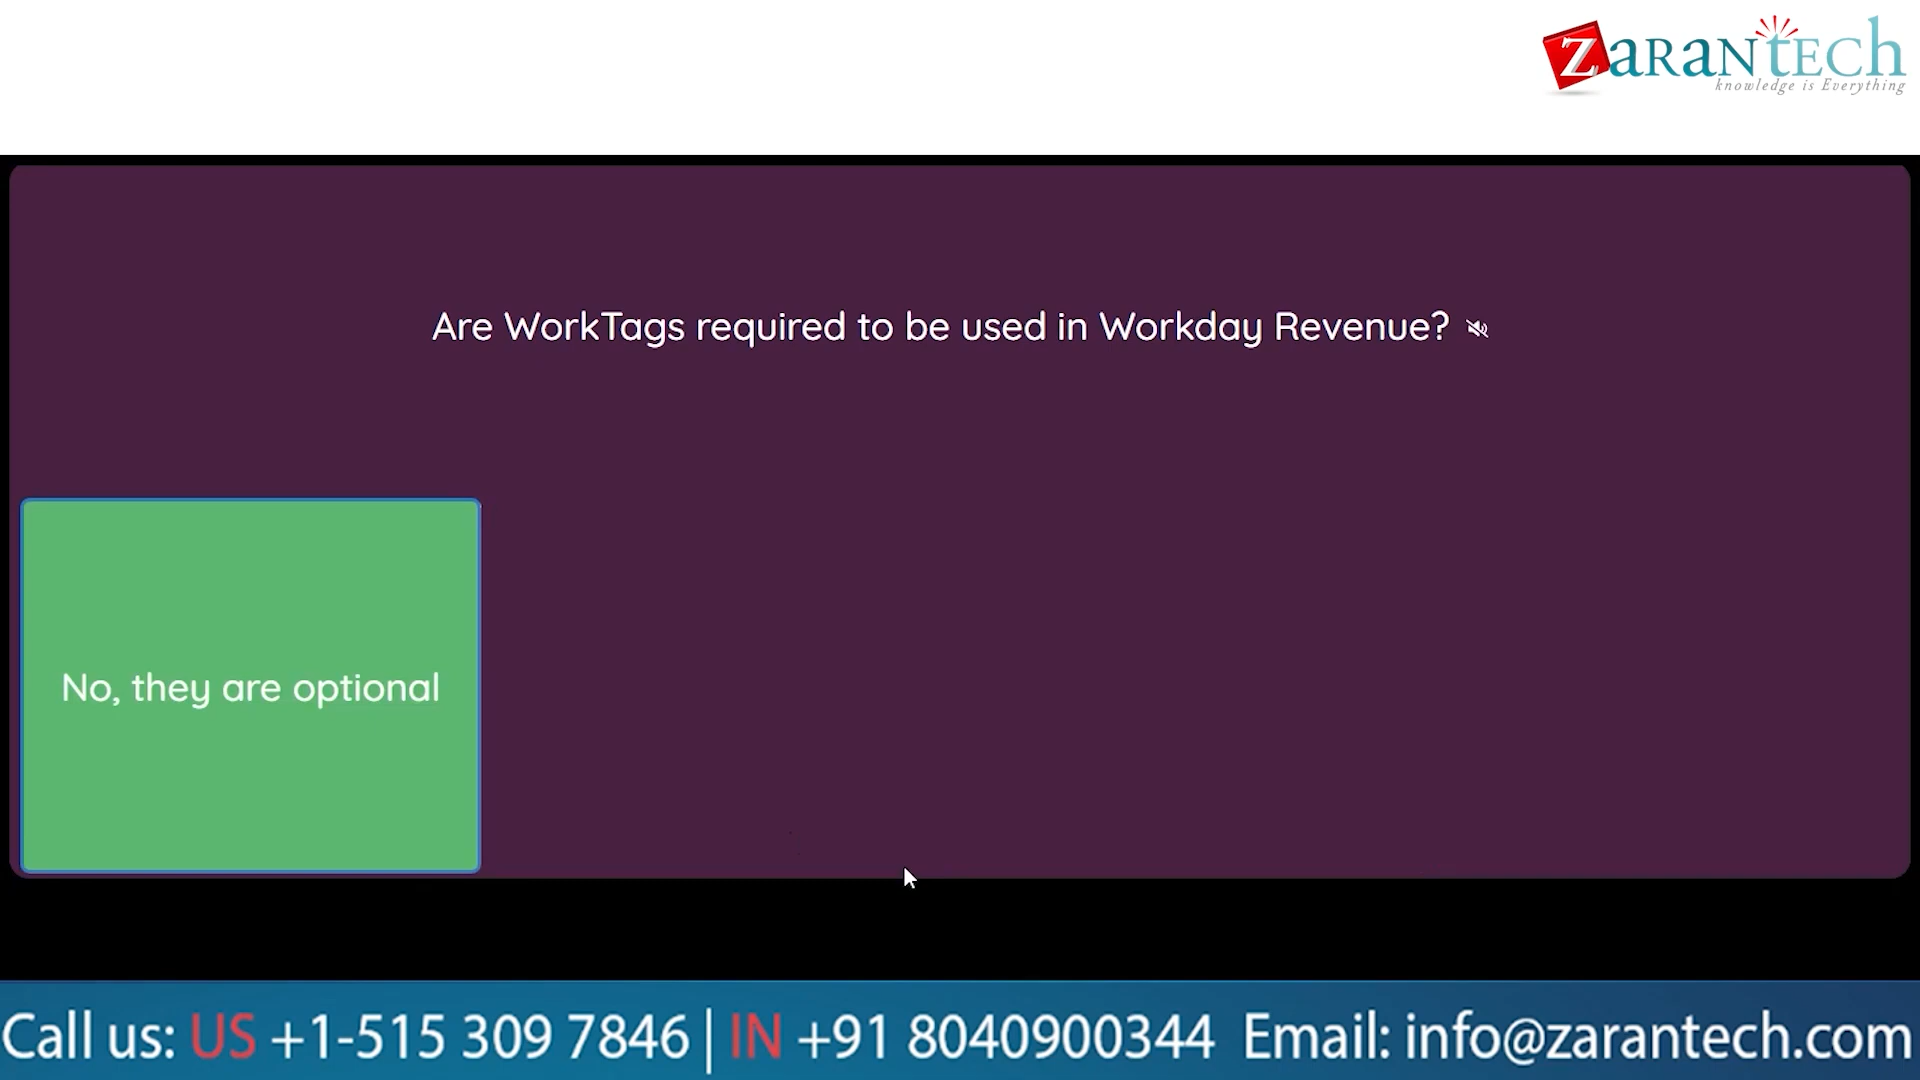 ZARANTECH
knowledge is Everything
Are WorkTags required to be used in Workday Revenue?
No, they are optional
Call us: US +1-515 309 7846 | IN +91 8040900344 Email: info@zarantech.com